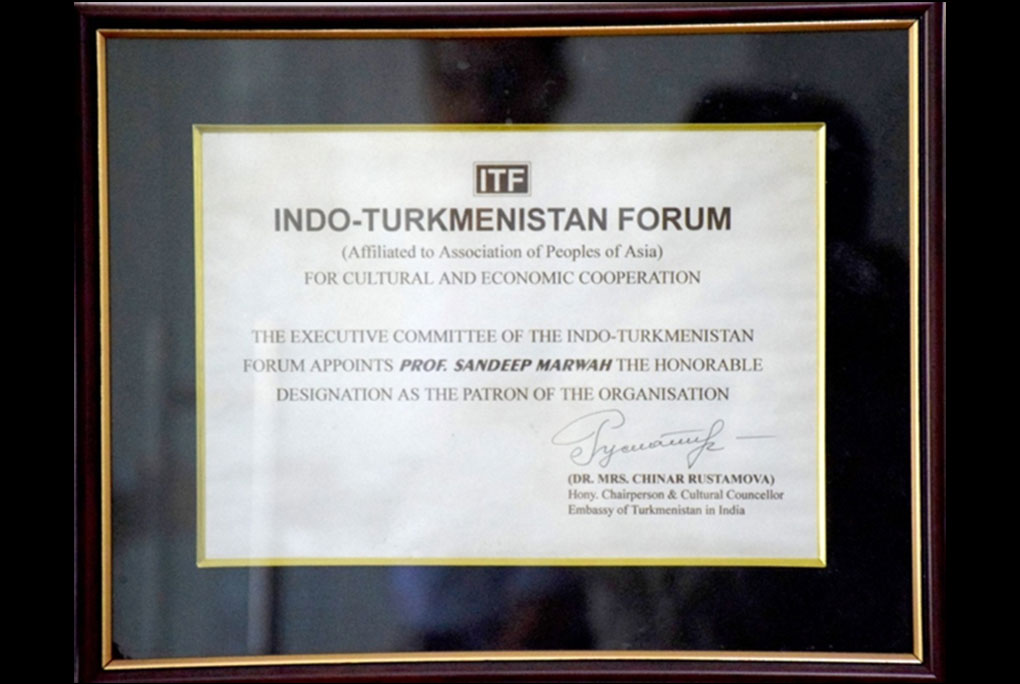 ITF
INDO-TURKMENISTAN FORUM
(Affiliated to Association of Peoples of Asia)
FOR CULTURAL AND ECONOMIC COOPERATION
THE EXECUTIVE COMMITTEE OF THE INDO-TURKMENISTAN
FORUM APPOINTS PROF. SANDEEP MARWAH THE HONORABLE
DESIGNATION AS THE PATRON OF THE ORGANISATION
(DR. MRS. CHINAR RUSTAMOVA)
Hony. Chairperson & Cultural Councellor
Embassy of Turkmenistan in India